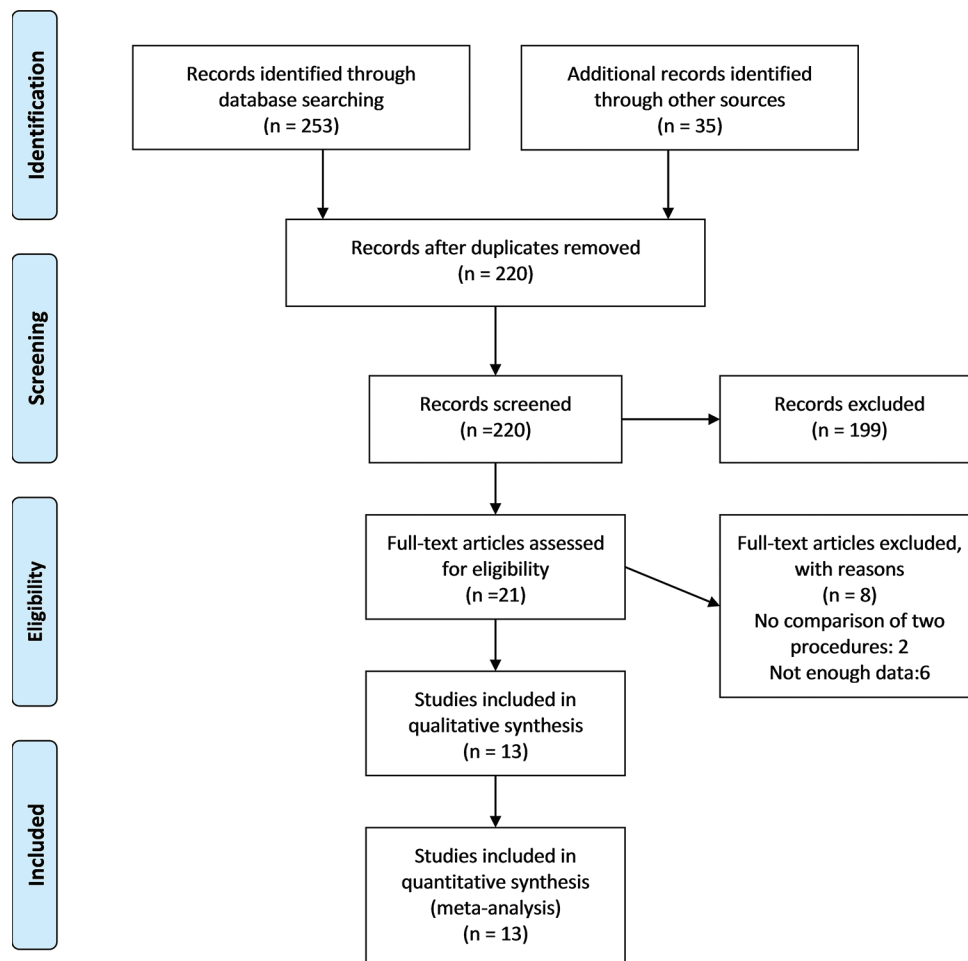 Identification
Records identified through
database searching
(n = 253)
Additional records identified
through other sources
(n = 35)
Records after duplicates removed
(n = 220)
Screening
Records screened
(n =220)
Records excluded
(n = 199)
Eligibility
Full-text articles assessed
for eligibility
(n =21)
Full-text articles excluded,
with reasons
(n = 8)
No comparison of two
procedures: 2
Not enough data:6
Studies included in
qualitative synthesis
(n = 13)
Included
Studies included in
quantitative synthesis
(meta-analysis)
(n = 13)